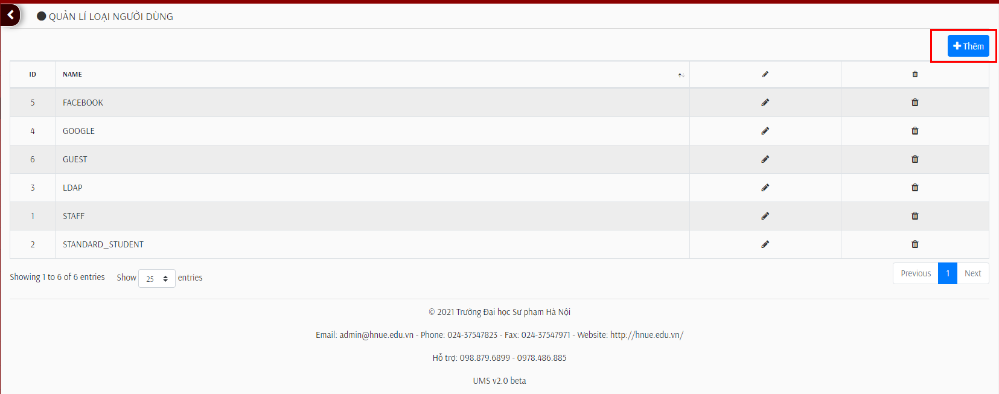 QUẢN LÍ LOẠI NGƯỜI DÙNG
Thêm
ID NAME
5 FACEBOOK
4 GOOGLE
6 GUEST
3 LDAP
1 STAFF
2 STANDARD_STUDENT
Showing 1 to 6 of 6 entries Show 25 entries Previous 1 Next
© 2021 Trường Đại học Sư phạm Hà Nội
Email: admin@hnue.edu.vn - Phone: 024-37547823 - Fax: 024-37547971 - Website: http://hnue.edu.vn/
Hỗ trợ: 098.879.6899 - 0978.486.885
UMS v2.0 beta